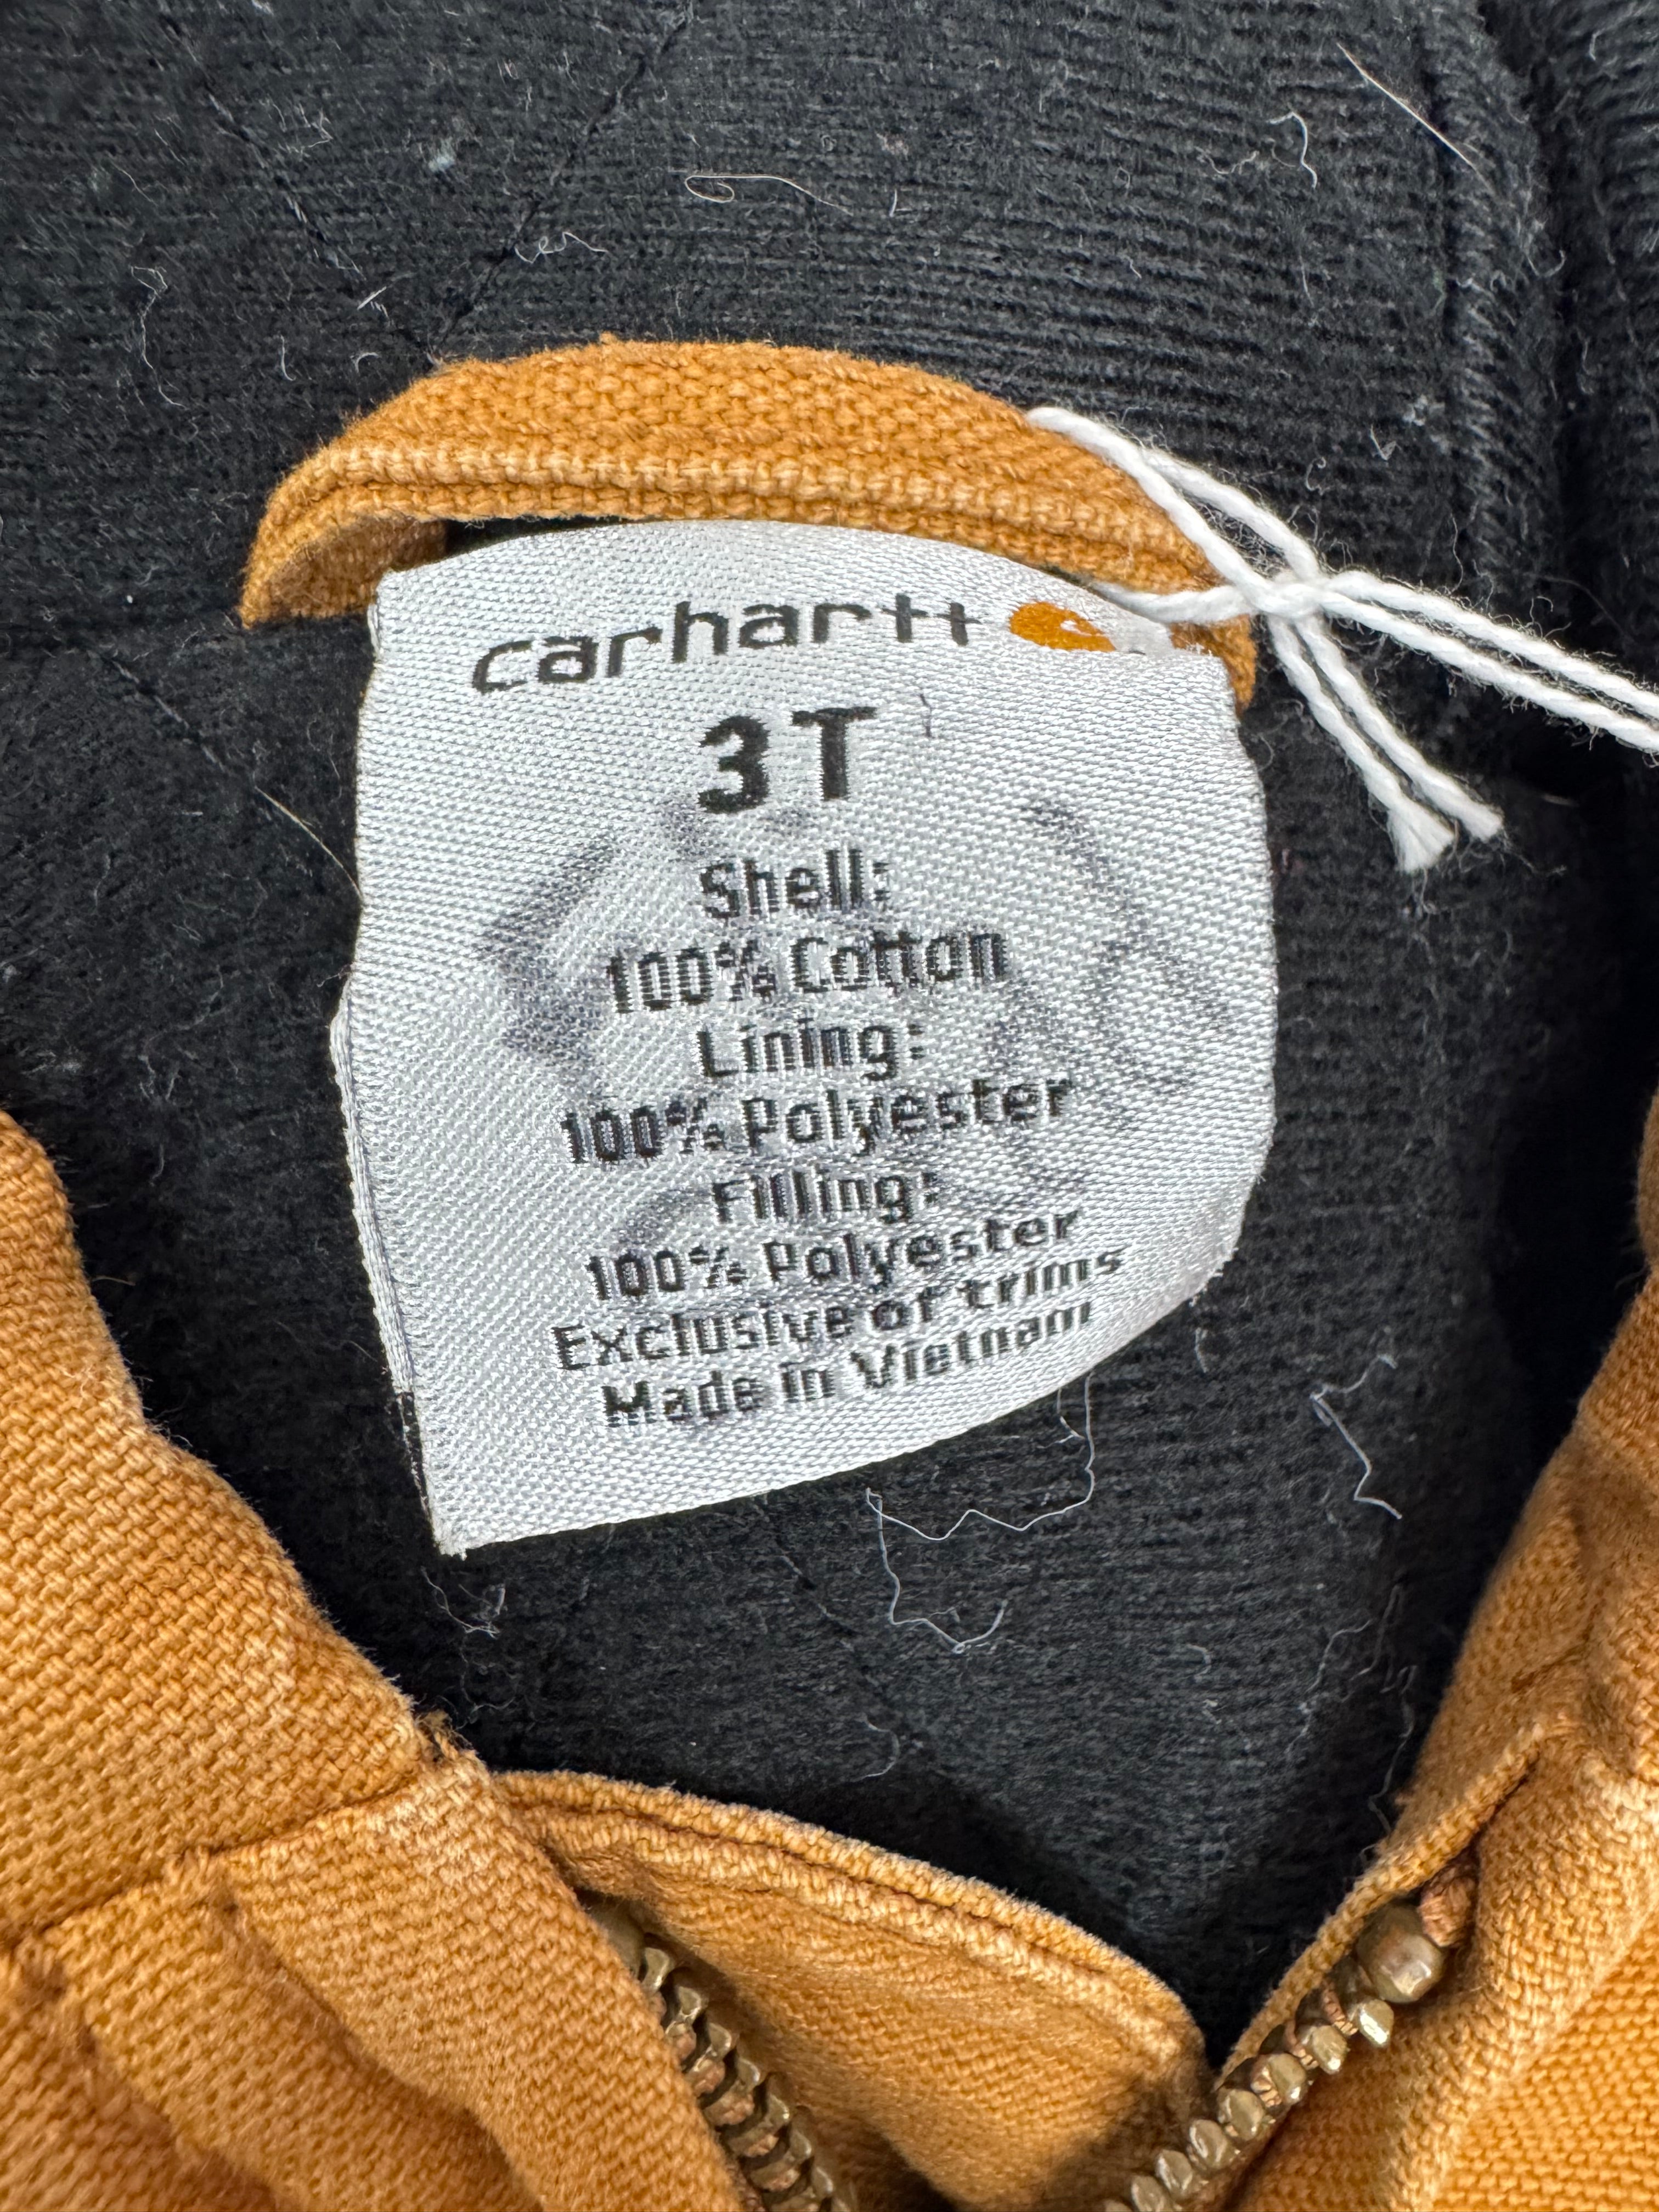 carhartt
3T
Shell:
100% Cotton
Lining:
100% Polyester
Filling:
100% Polyester
Exclusive of trims
Made in Vietnam